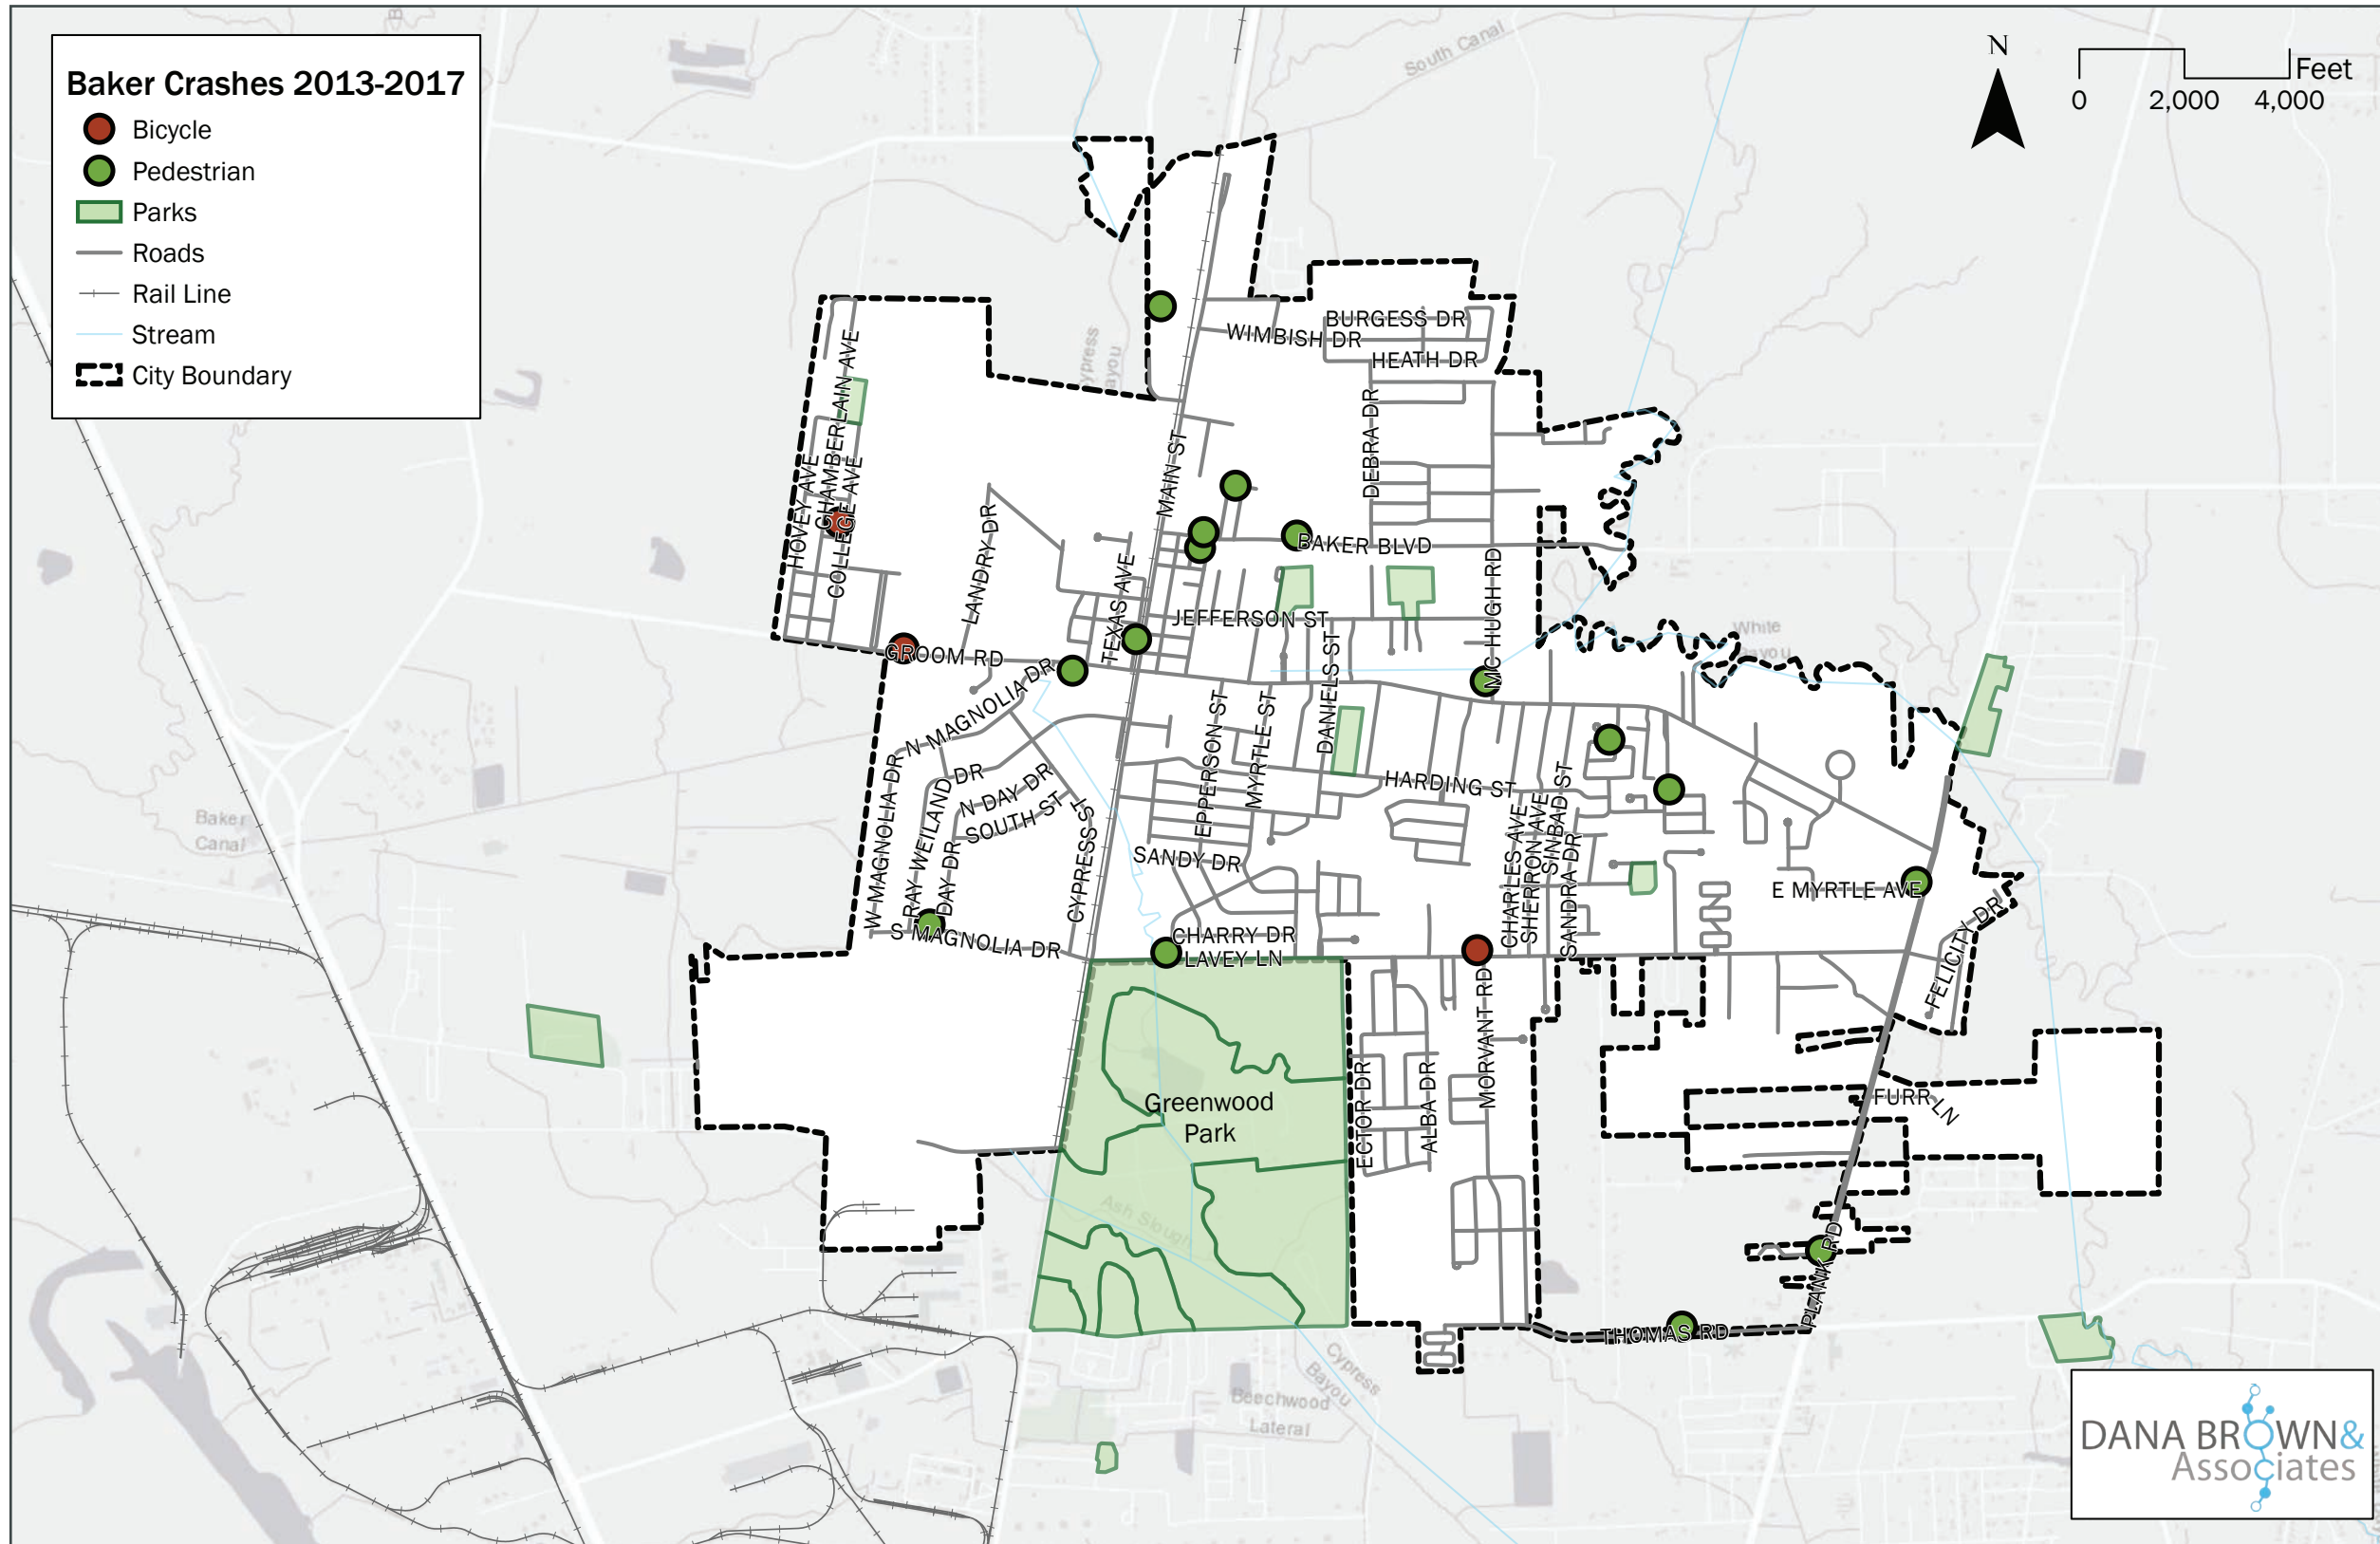 Baker Crashes 2013-2017
Bicycle
Pedestrian
Parks
Roads
Rail Line
Stream
City Boundary
N
Feet
0 2,000 4,000
South Canal
BURGESS DR
WIMBISH DR
HEATH DR
CHAMBERLAIN AVE
DEBRA DR
MAIN ST
HOVEY AVE
COLLEGE AVE
LANDRY DR
BAKER BLVD
TEXAS AVE
MC HUGH RD
JEFFERSON ST
White
Bayou
GROOM RD
DANIELS ST
N MAGNOLIA DR
EPPERSON ST
MYRTLE ST
HARDING ST
W MAGNOLIA DR
RAY WEILAND DR
N DAY DR
SOUTH ST
DAY DR
CYPRESS ST
Baker
Canal
SANDY DR
CHARLES AVE
SHERRON AVE
SINBAD ST
SANDRA DR
E MYRTLE AVE
S MAGNOLIA DR
CHARRY DR
LAVEY LN
FELICITY DR
MORVANT RD
Greenwood
Park
ECTOR DR
ALBA DR
FURR LN
Ash Slough
PLANK RD
THOMAS RD
Cypress
Bayou
Beechwood
Lateral
DANA BROWN&
Associates